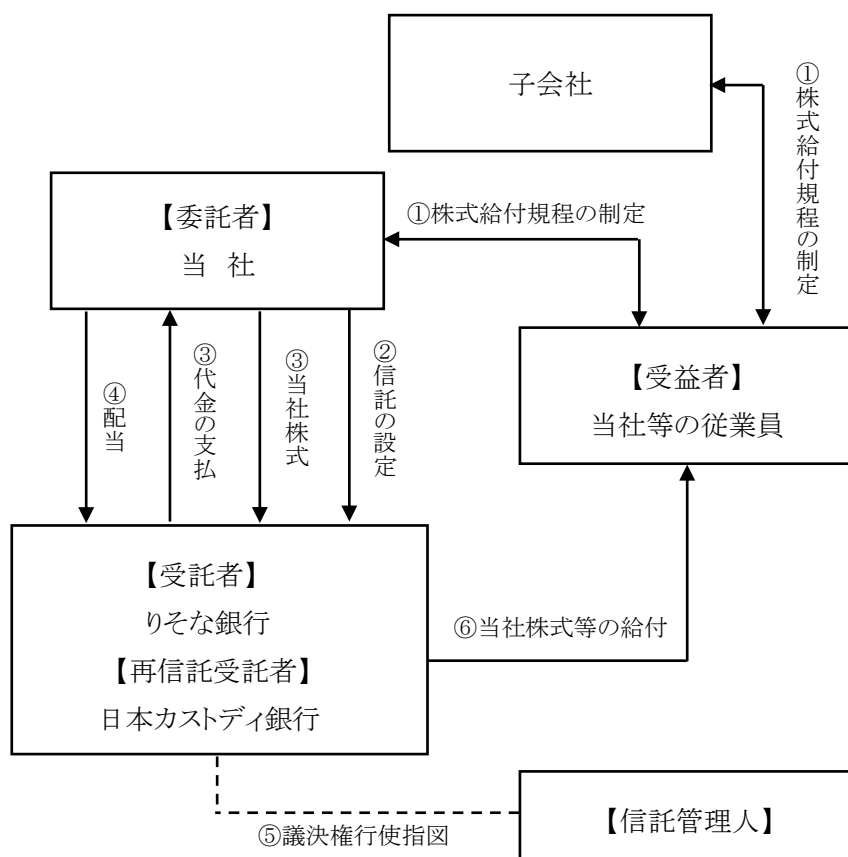 子会社
①株式給付規程の制定
【委託者】
当 社
①株式給付規程の制定
④配当
③代金の支払
③当社株式
②信託の設定
【受益者】
当社等の従業員
【受託者】
りそな銀行
【再信託受託者】
日本カストディ銀行
⑥当社株式等の給付
⑤議決権行使指図
【信託管理人】